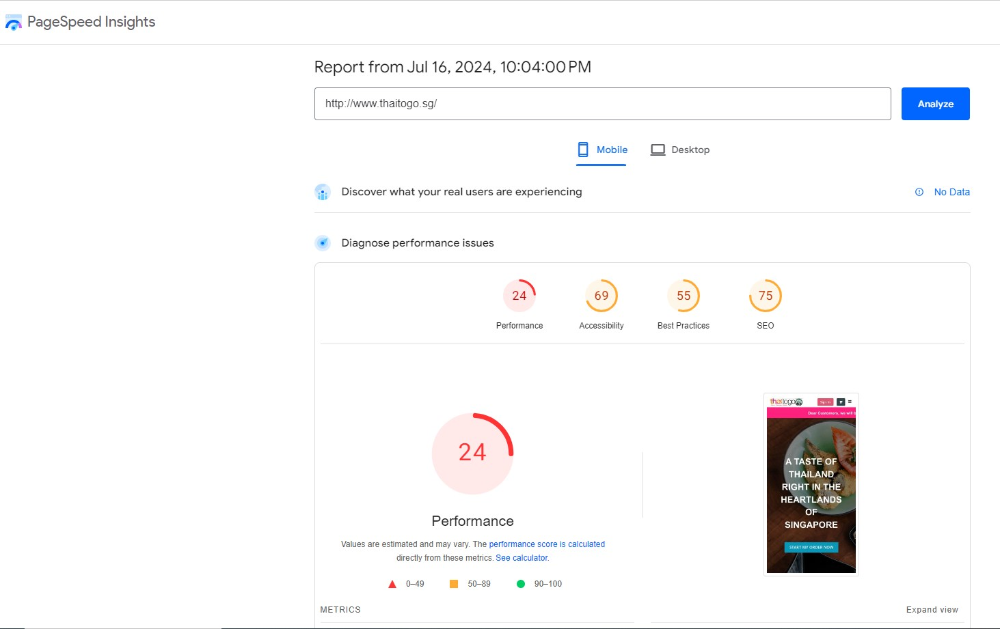 PageSpeed Insights
Report from Jul 16, 2024, 10:04:00 PM
http://www.thaitogo.sg/
Analyze
Mobile
Desktop
Discover what your real users are experiencing
No Data
Diagnose performance issues
24
69
55
75
Performance
Accessibility
Best Practices
SEO
24
Performance
Values are estimated and may vary. The performance score is calculated
directly from these metrics. See calculator.
0–49
50–89
90–100
thaitogo
Sign In
Dear Customers, we will b
A TASTE OF
THAILAND
RIGHT IN THE
HEARTLANDS
OF
SINGAPORE
START MY ORDER NOW
METRICS
Expand view